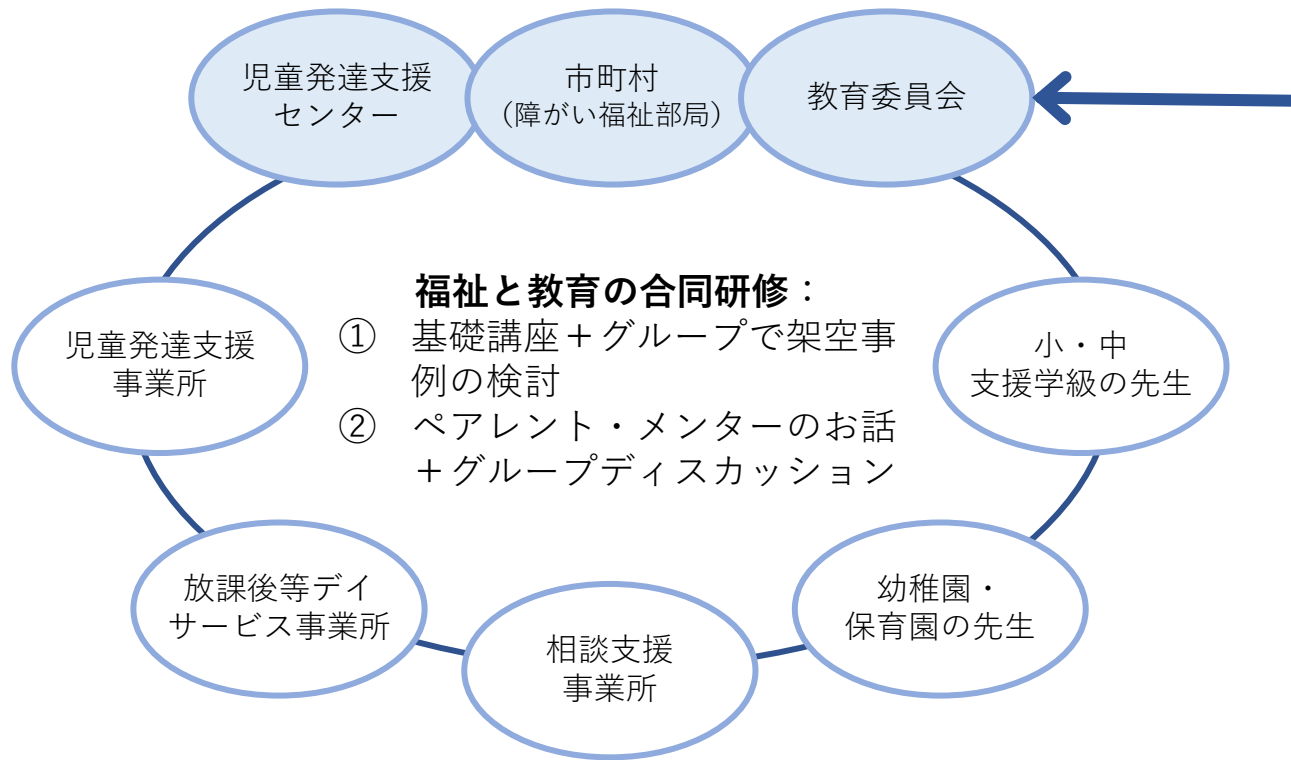 児童発達支援
センター
市町村
（障がい福祉部局）
教育委員会
福祉と教育の合同研修：
① 基礎講座＋グループで架空事
例の検討
② ペアレント・メンターのお話
＋グループディスカッション
児童発達支援
事業所
小・中
支援学級の先生
放課後等デイ
サービス事業所
相談支援
事業所
幼稚園・
保育園の先生